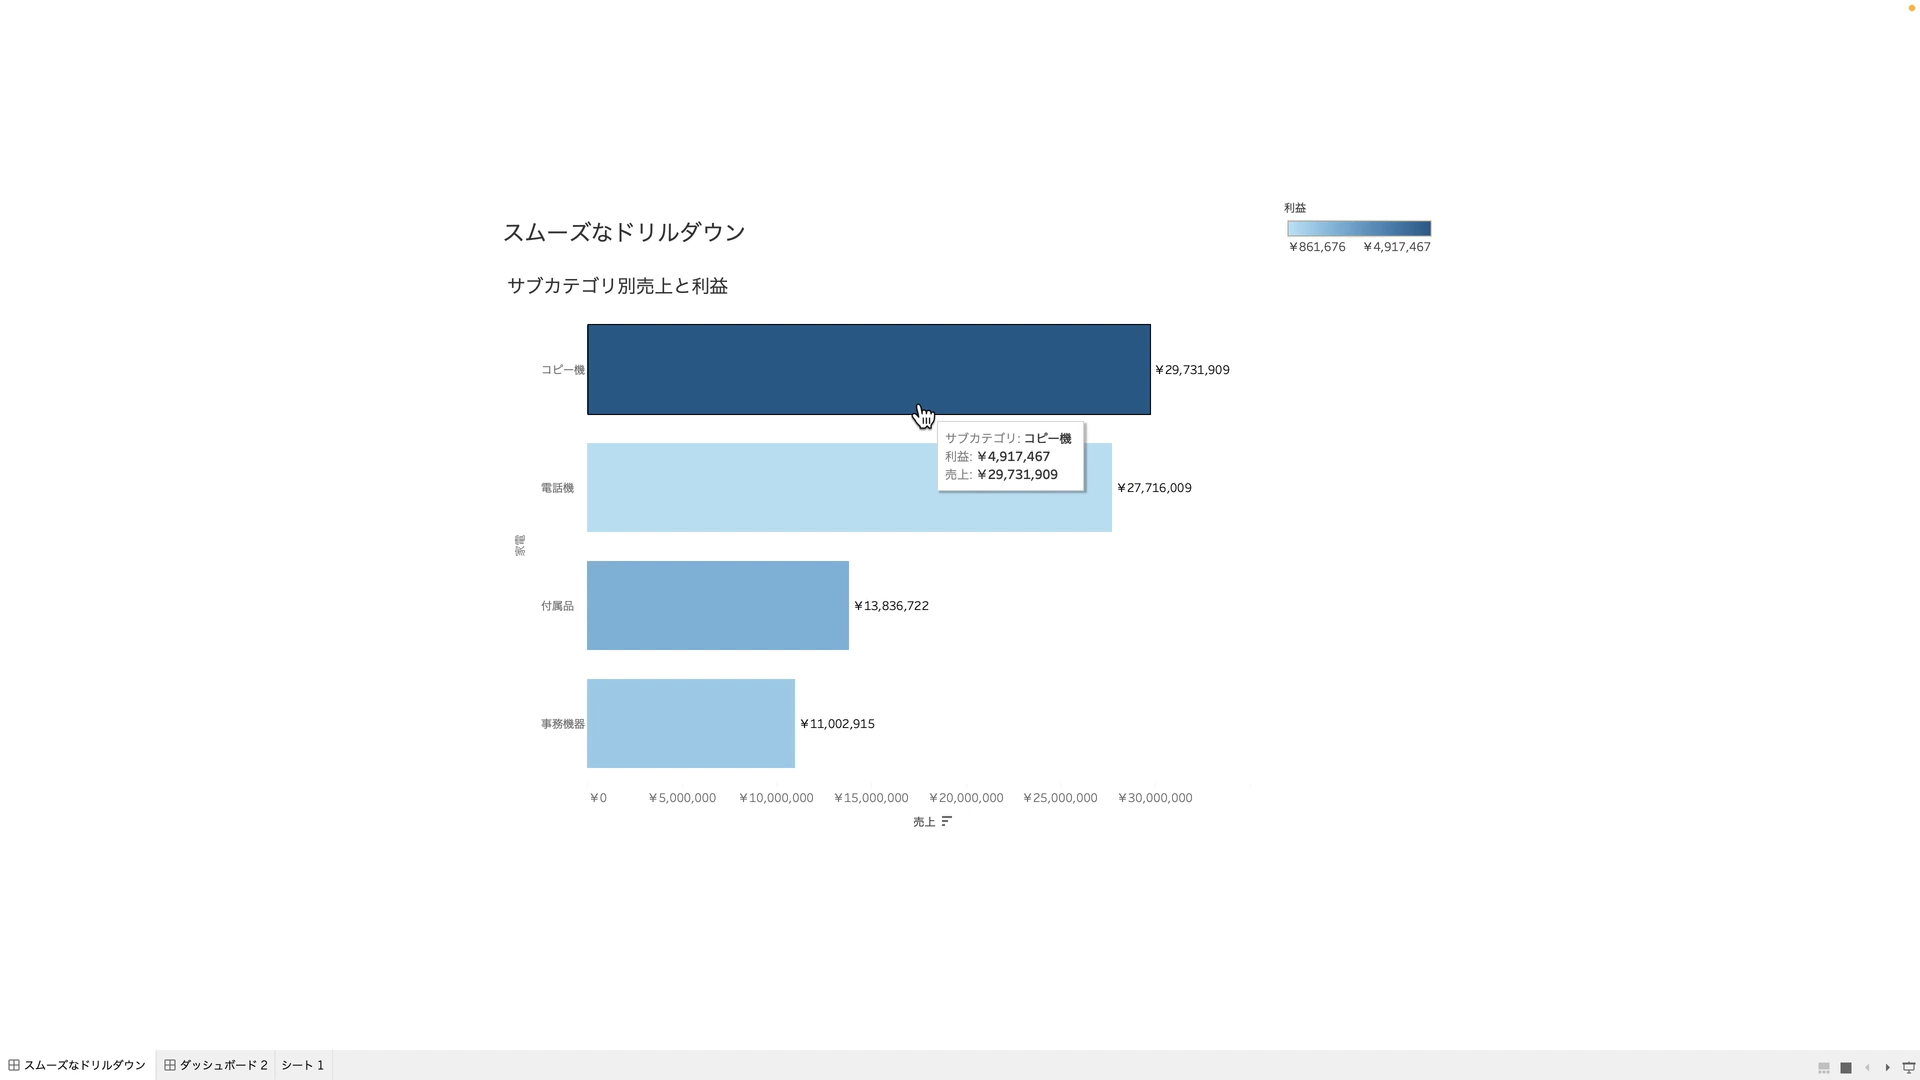 利益
¥861,676 ¥4,917,467
スムーズなドリルダウン
サブカテゴリ別売上と利益
コピー機 ¥29,731,909
サブカテゴリ: コピー機
利益: ¥4,917,467
売上: ¥29,731,909
電話機 ¥27,716,009
家電
付属品 ¥13,836,722
事務機器 ¥11,002,915
¥0 ¥5,000,000 ¥10,000,000 ¥15,000,000 ¥20,000,000 ¥25,000,000 ¥30,000,000
売上
スムーズなドリルダウン ダッシュボード 2 シート 1